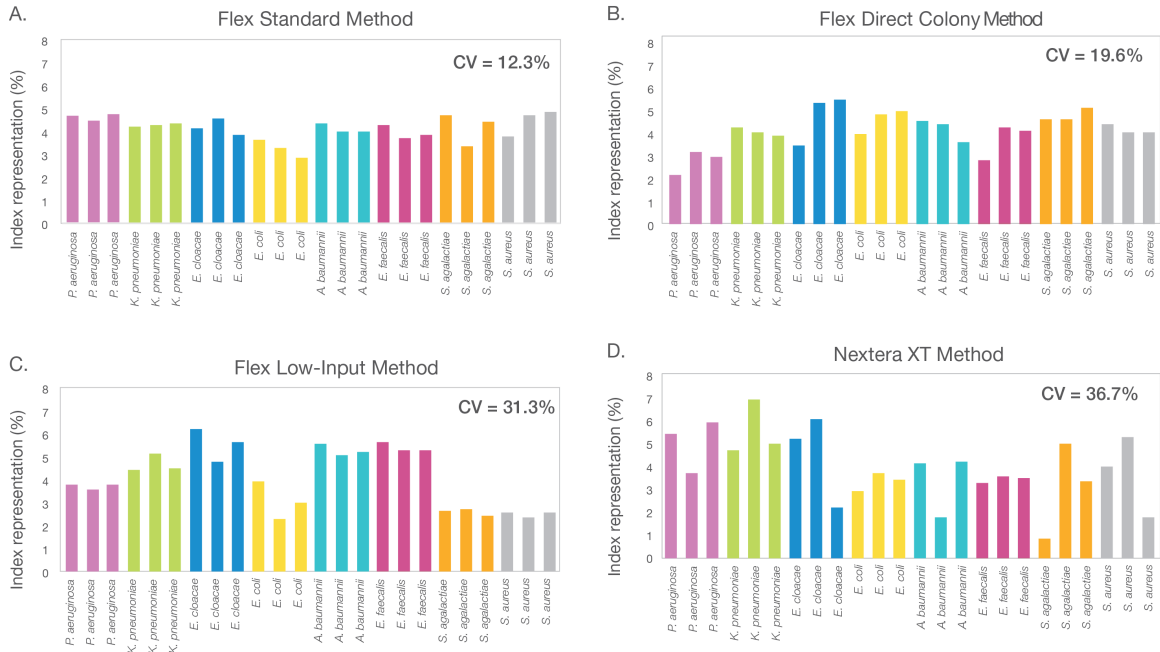 A.
Flex Standard Method
CV = 12.3%
Index representation (%)
8
7
6
5
4
3
2
1
0
P. aeruginosa
P. aeruginosa
P. aeruginosa
K. pneumoniae
K. pneumoniae
K. pneumoniae
E. cloacae
E. cloacae
E. cloacae
E. coli
E. coli
E. coli
A. baumannii
A. baumannii
A. baumannii
E. faecalis
E. faecalis
E. faecalis
S. agalactiae
S. agalactiae
S. agalactiae
S. aureus
S. aureus
S. aureus
B.
Flex Direct Colony Method
CV = 19.6%
Index representation (%)
8
7
6
5
4
3
2
1
0
P. aeruginosa
P. aeruginosa
P. aeruginosa
K. pneumoniae
K. pneumoniae
K. pneumoniae
E. cloacae
E. cloacae
E. cloacae
E. coli
E. coli
E. coli
A. baumannii
A. baumannii
A. baumannii
E. faecalis
E. faecalis
E. faecalis
S. agalactiae
S. agalactiae
S. agalactiae
S. aureus
S. aureus
S. aureus
C.
Flex Low-Input Method
CV = 31.3%
Index representation (%)
8
7
6
5
4
3
2
1
0
P. aeruginosa
P. aeruginosa
P. aeruginosa
K. pneumoniae
K. pneumoniae
K. pneumoniae
E. cloacae
E. cloacae
E. cloacae
E. coli
E. coli
E. coli
A. baumannii
A. baumannii
A. baumannii
E. faecalis
E. faecalis
E. faecalis
S. agalactiae
S. agalactiae
S. agalactiae
S. aureus
S. aureus
S. aureus
D.
Nextera XT Method
CV = 36.7%
Index representation (%)
8
7
6
5
4
3
2
1
0
P. aeruginosa
P. aeruginosa
P. aeruginosa
K. pneumoniae
K. pneumoniae
K. pneumoniae
E. cloacae
E. cloacae
E. cloacae
E. coli
E. coli
E. coli
A. baumannii
A. baumannii
A. baumannii
E. faecalis
E. faecalis
E. faecalis
S. agalactiae
S. agalactiae
S. agalactiae
S. aureus
S. aureus
S. aureus